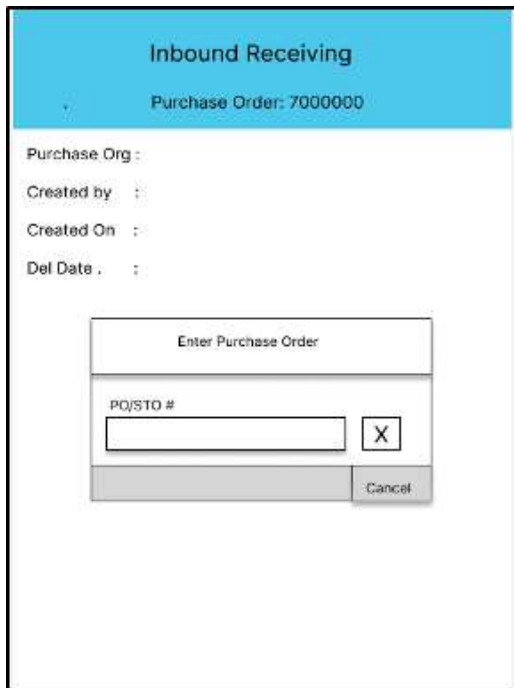 Inbound Receiving
. Purchase Order: 7000000
Purchase Org :
Created by :
Created On :
Del Date . :
Enter Purchase Order
PO/STO #
X
Cancel